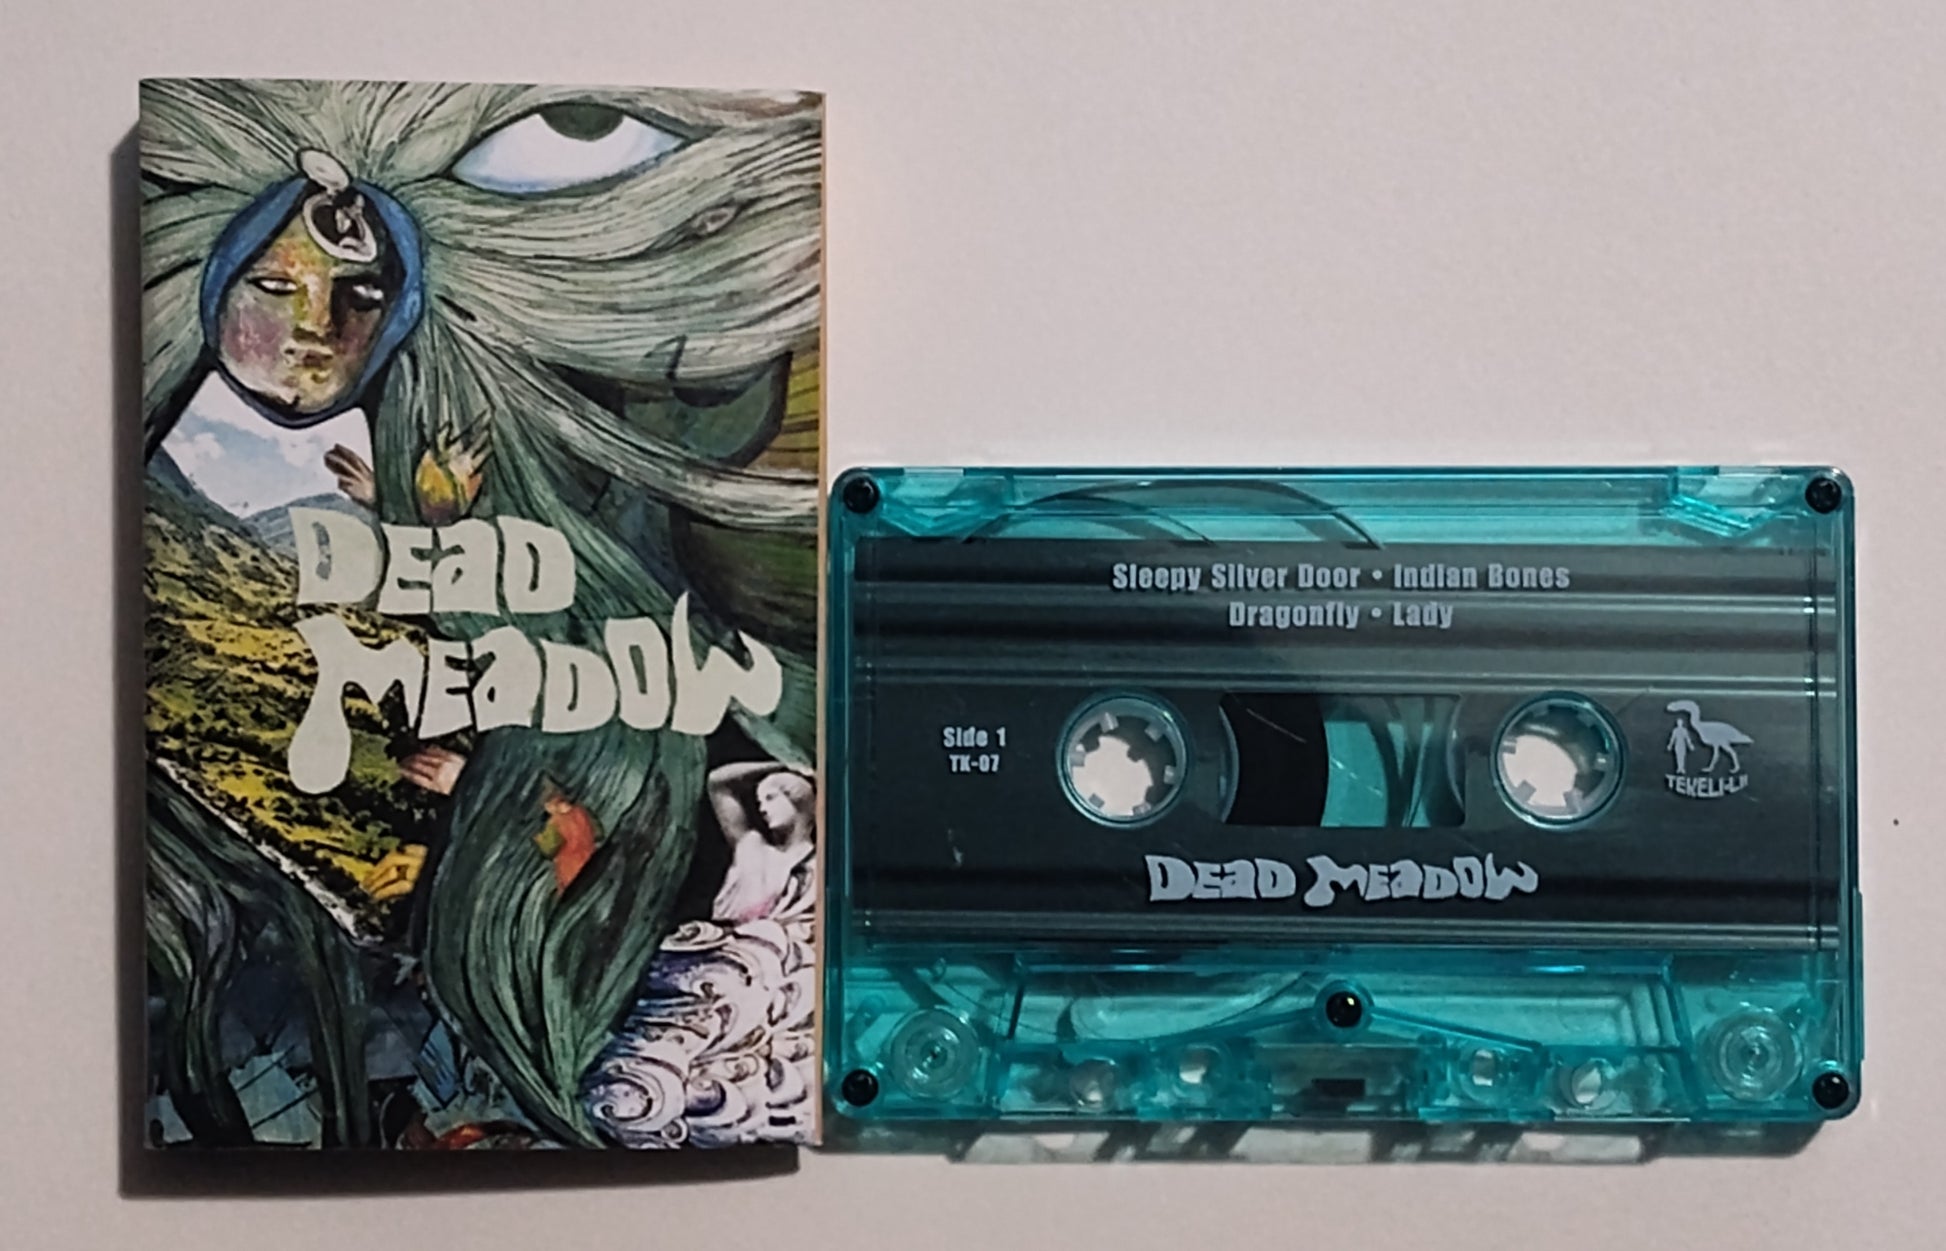 DEaD
MEaDOW
Sleepy Silver Door • Indian Bones
Dragonfly • Lady
Side 1
TK-07
TEKELI-LI!
DEaD MEaDOW